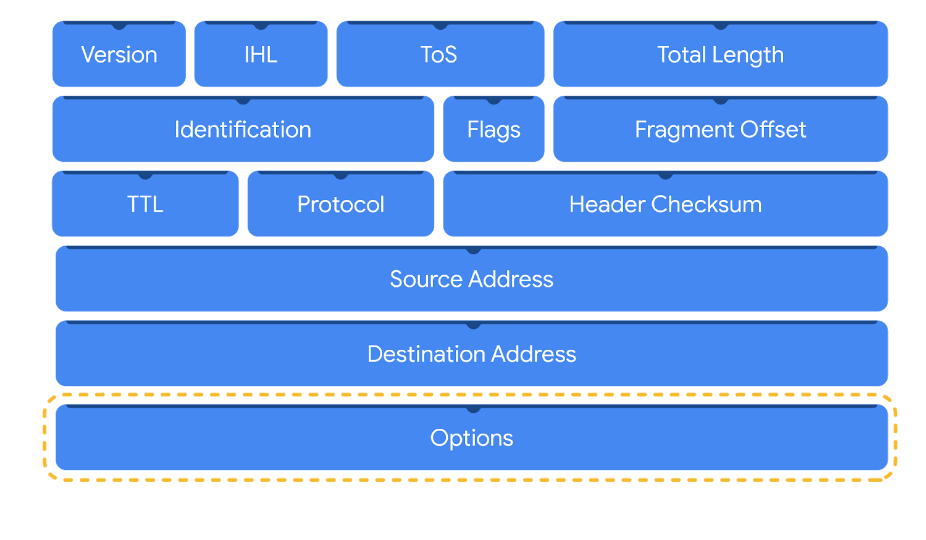 Version IHL ToS Total Length
Identification Flags Fragment Offset
TTL Protocol Header Checksum
Source Address
Destination Address
Options